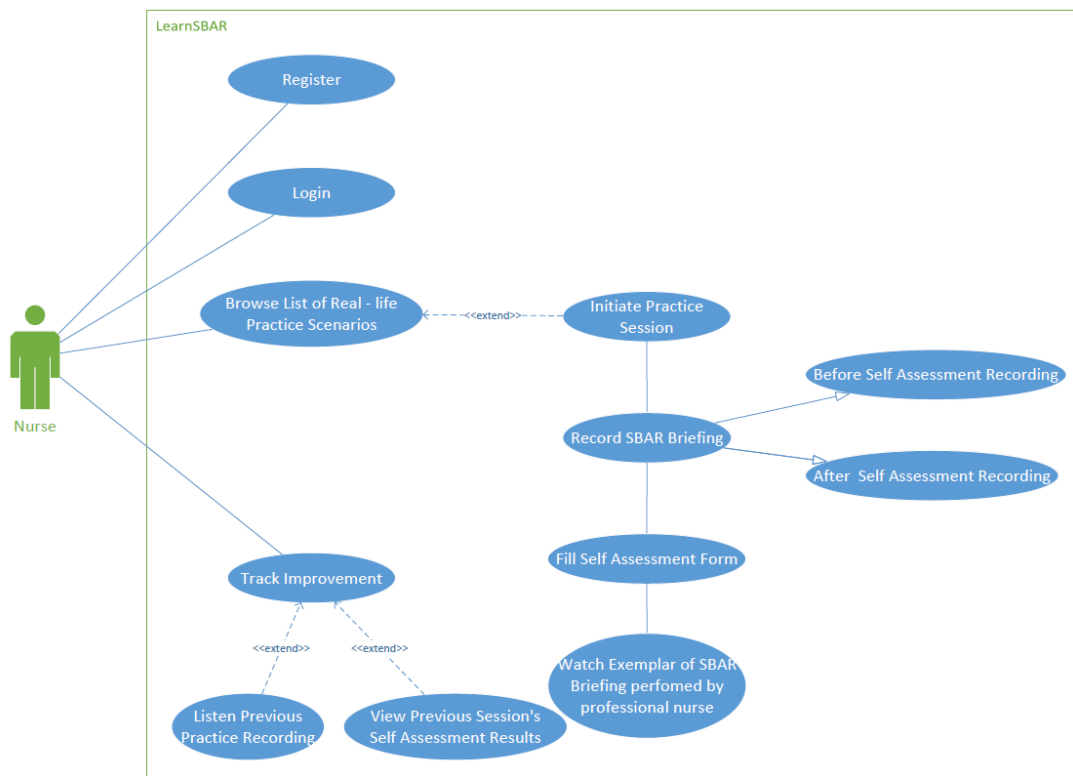 LearnSBAR
Register
Login
Browse List of Real - life
Practice Scenarios
<<extend>>
Initiate Practice
Session
Before Self Assessment Recording
Nurse
Record SBAR Briefing
After  Self Assessment Recording
Fill Self Assessment Form
Track Improvement
<<extend>>
<<extend>>
Watch Exemplar of SBAR
Briefing perfomed by
professional nurse
Listen Previous
Practice Recording
View Previous Session's
Self Assessment Results